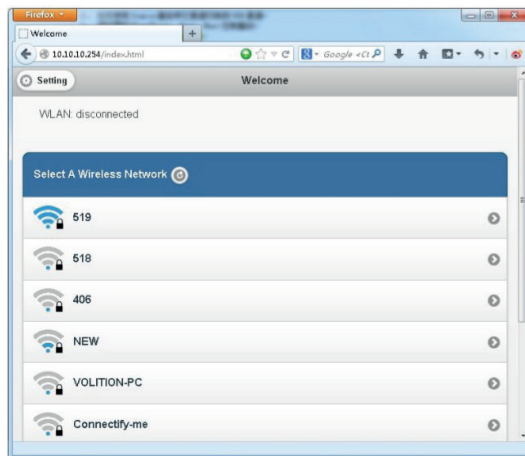 Firefox
Welcome
+
10.10.10.254/index.html
Google <Ct
Setting
Welcome
WLAN: disconnected
Select A Wireless Network
519
518
406
NEW
VOLITION-PC
Connectify-me